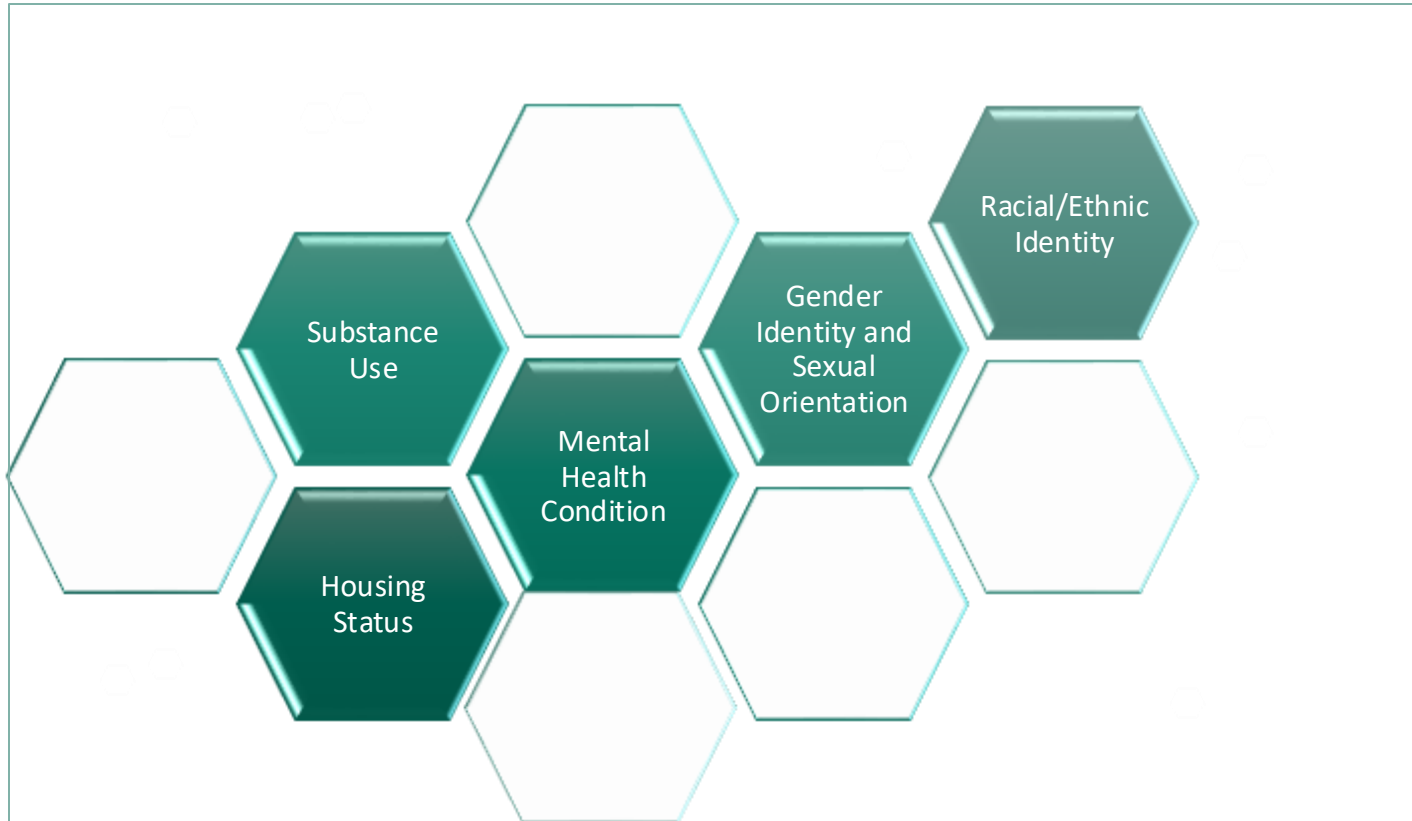 Racial/Ethnic
Identity
Gender
Identity and
Sexual
Orientation
Substance
Use
Mental
Health
Condition
Housing
Status